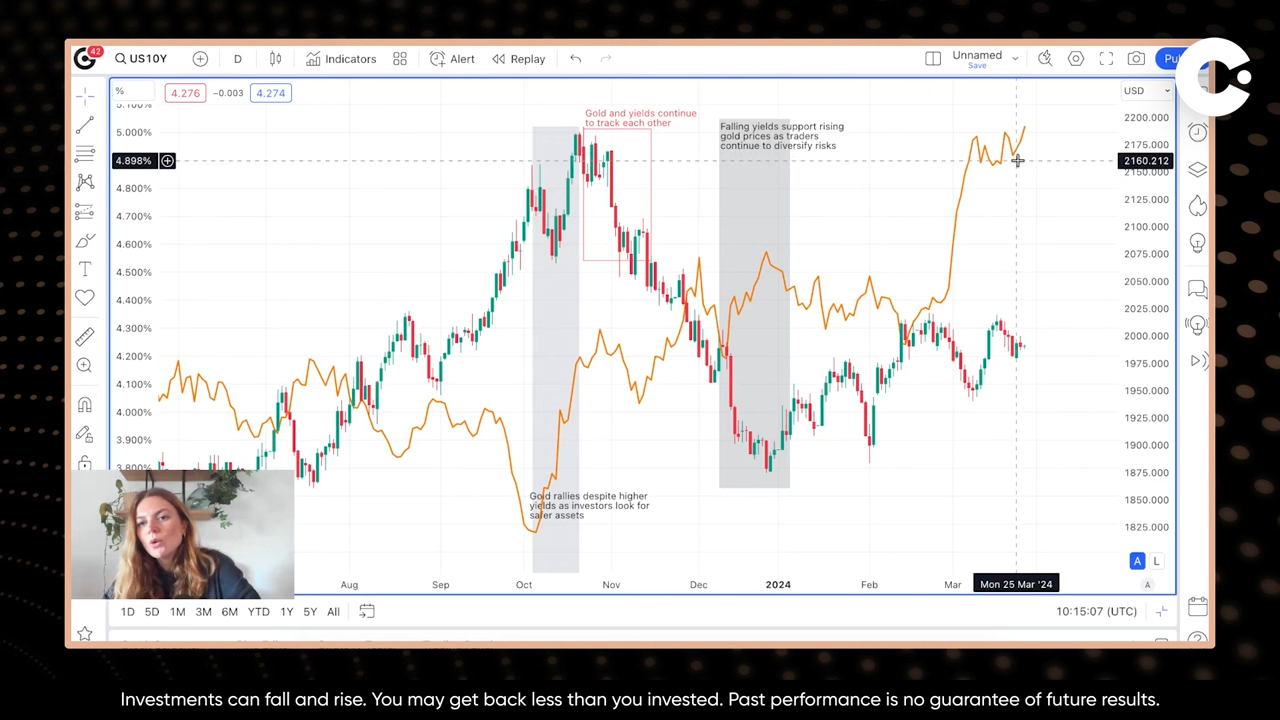 42
US10Y
D
Indicators
Alert
Replay
Unnamed
Save
%
4.276
−0.003
4.274
USD
5.100%
5.000%
4.898%
4.800%
4.700%
4.600%
4.500%
4.400%
4.300%
4.200%
4.100%
4.000%
3.900%
3.800%
Gold and yields continue
to track each other
Falling yields support rising
gold prices as traders
continue to diversify risks
Gold rallies despite higher
yields as investors look for
safer assets
2200.000
2175.000
2160.212
2150.000
2125.000
2100.000
2075.000
2050.000
2025.000
2000.000
1975.000
1950.000
1925.000
1900.000
1875.000
1850.000
1825.000
A
L
Aug
Sep
Oct
Nov
Dec
2024
Feb
Mar
Mon 25 Mar '24
A
1D
5D
1M
3M
6M
YTD
1Y
5Y
All
10:15:07 (UTC)
Investments can fall and rise. You may get back less than you invested. Past performance is no guarantee of future results.